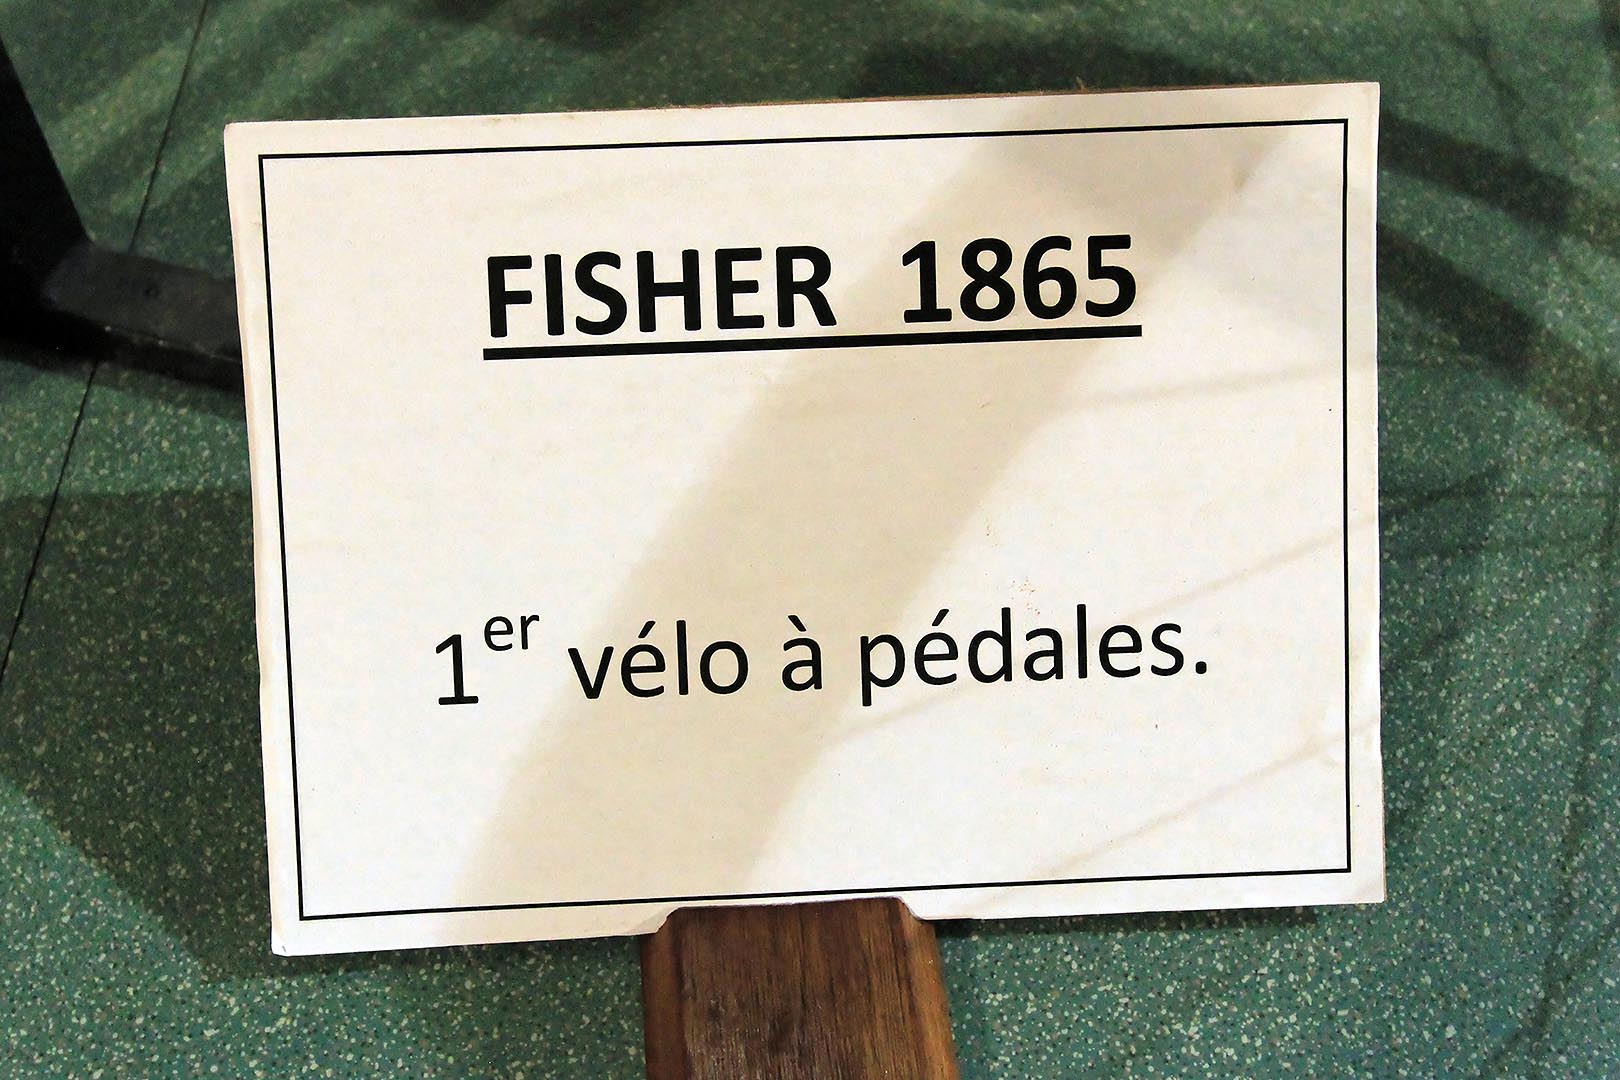 FISHER 1865
1er vélo à pédales.